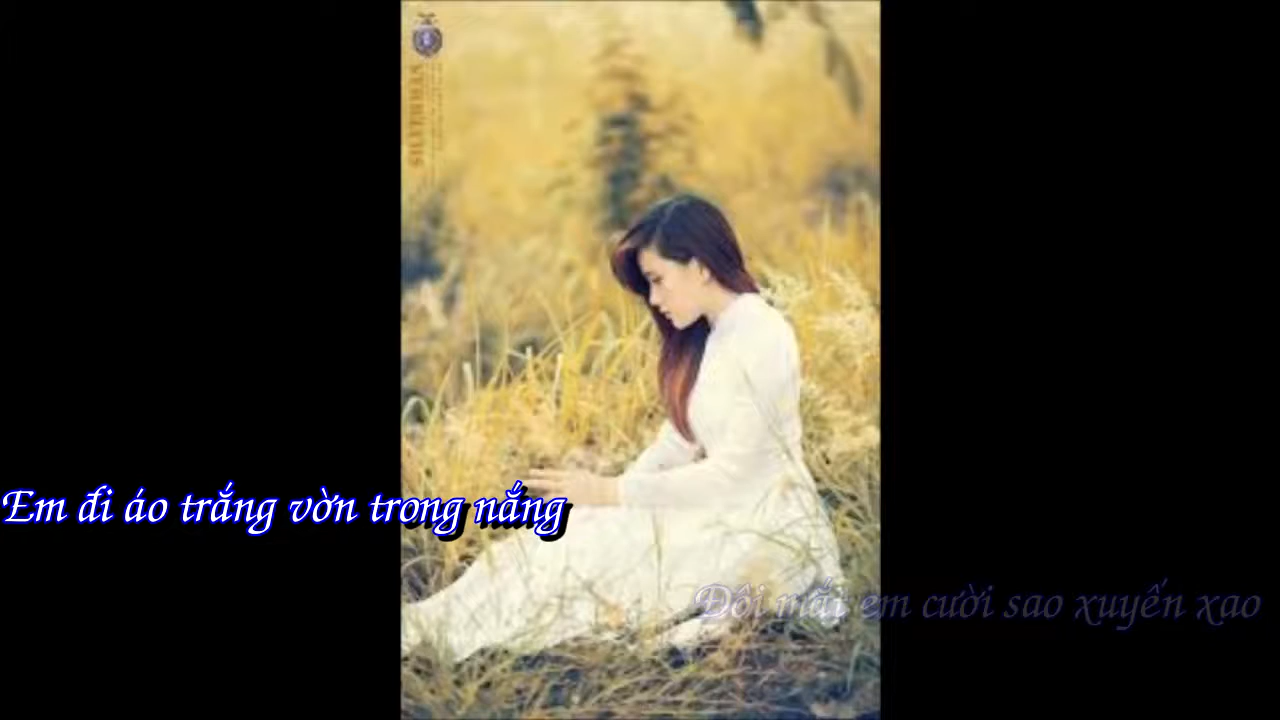 Em đi áo trắng vờn trong nắng
Đôi mắt em cười sao xuyến xao